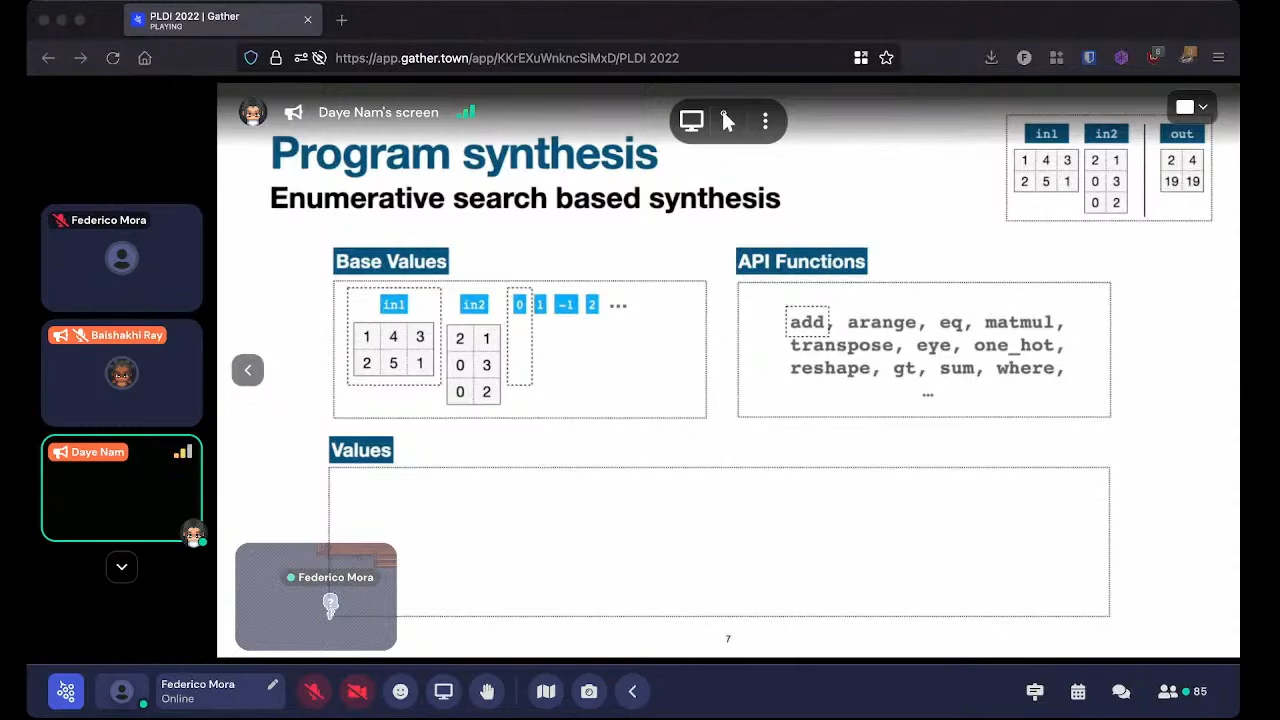 PLDI 2022 | Gather
PLAYING
https://app.gather.town/app/KKrEXuWnkncSiMxD/PLDI 2022
Daye Nam's screen
Program synthesis
Enumerative search based synthesis
in1 in2 out
1 4 3 2 1 2 4
2 5 1 0 3 19 19
0 2
Federico Mora
Baishakhi Ray
Daye Nam
Base Values
in1 in2 0 1 -1 2 ...
1 4 3 2 1
2 5 1 0 3
0 2
API Functions
add, arange, eq, matmul,
transpose, eye, one_hot,
reshape, gt, sum, where,
...
Values
Federico Mora
7
Federico Mora
Online
85